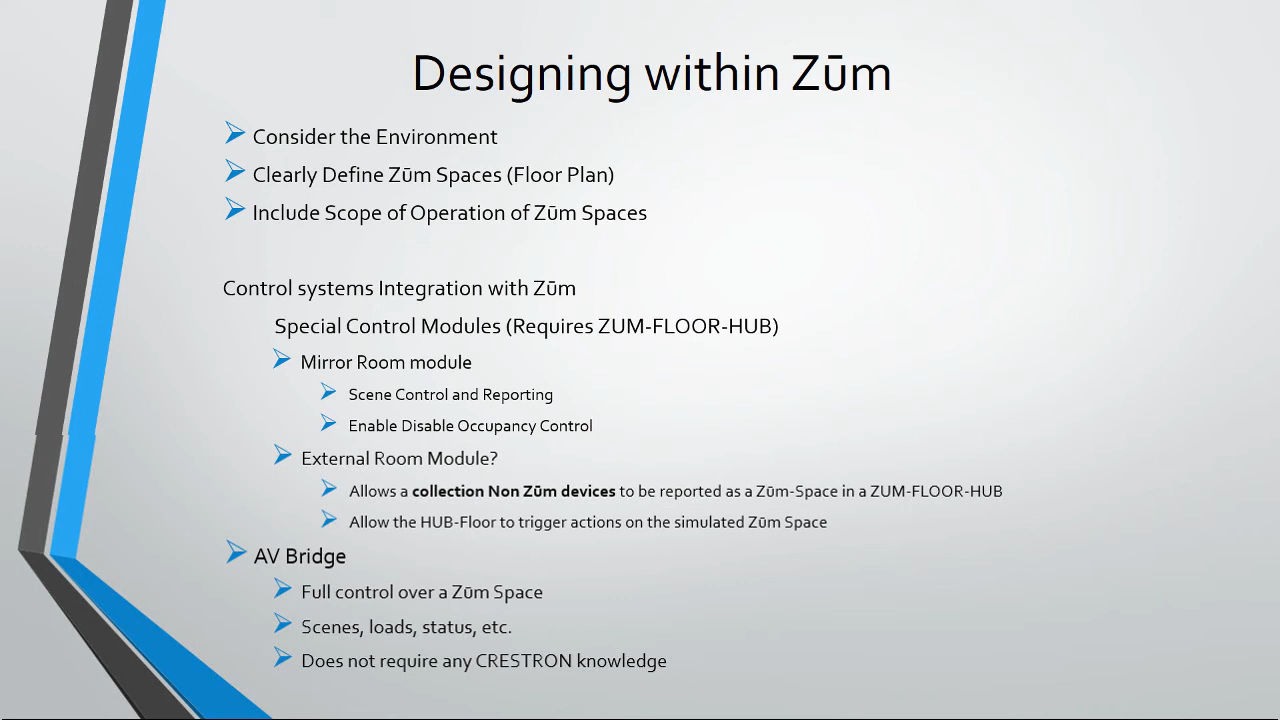 Designing within Zūm
Consider the Environment
Clearly Define Zūm Spaces (Floor Plan)
Include Scope of Operation of Zūm Spaces
Control systems Integration with Zūm
Special Control Modules (Requires ZUM-FLOOR-HUB)
Mirror Room module
Scene Control and Reporting
Enable Disable Occupancy Control
External Room Module?
Allows a collection Non Zūm devices to be reported as a Zūm-Space in a ZUM-FLOOR-HUB
Allow the HUB-Floor to trigger actions on the simulated Zūm Space
AV Bridge
Full control over a Zūm Space
Scenes, loads, status, etc.
Does not require any CRESTRON knowledge